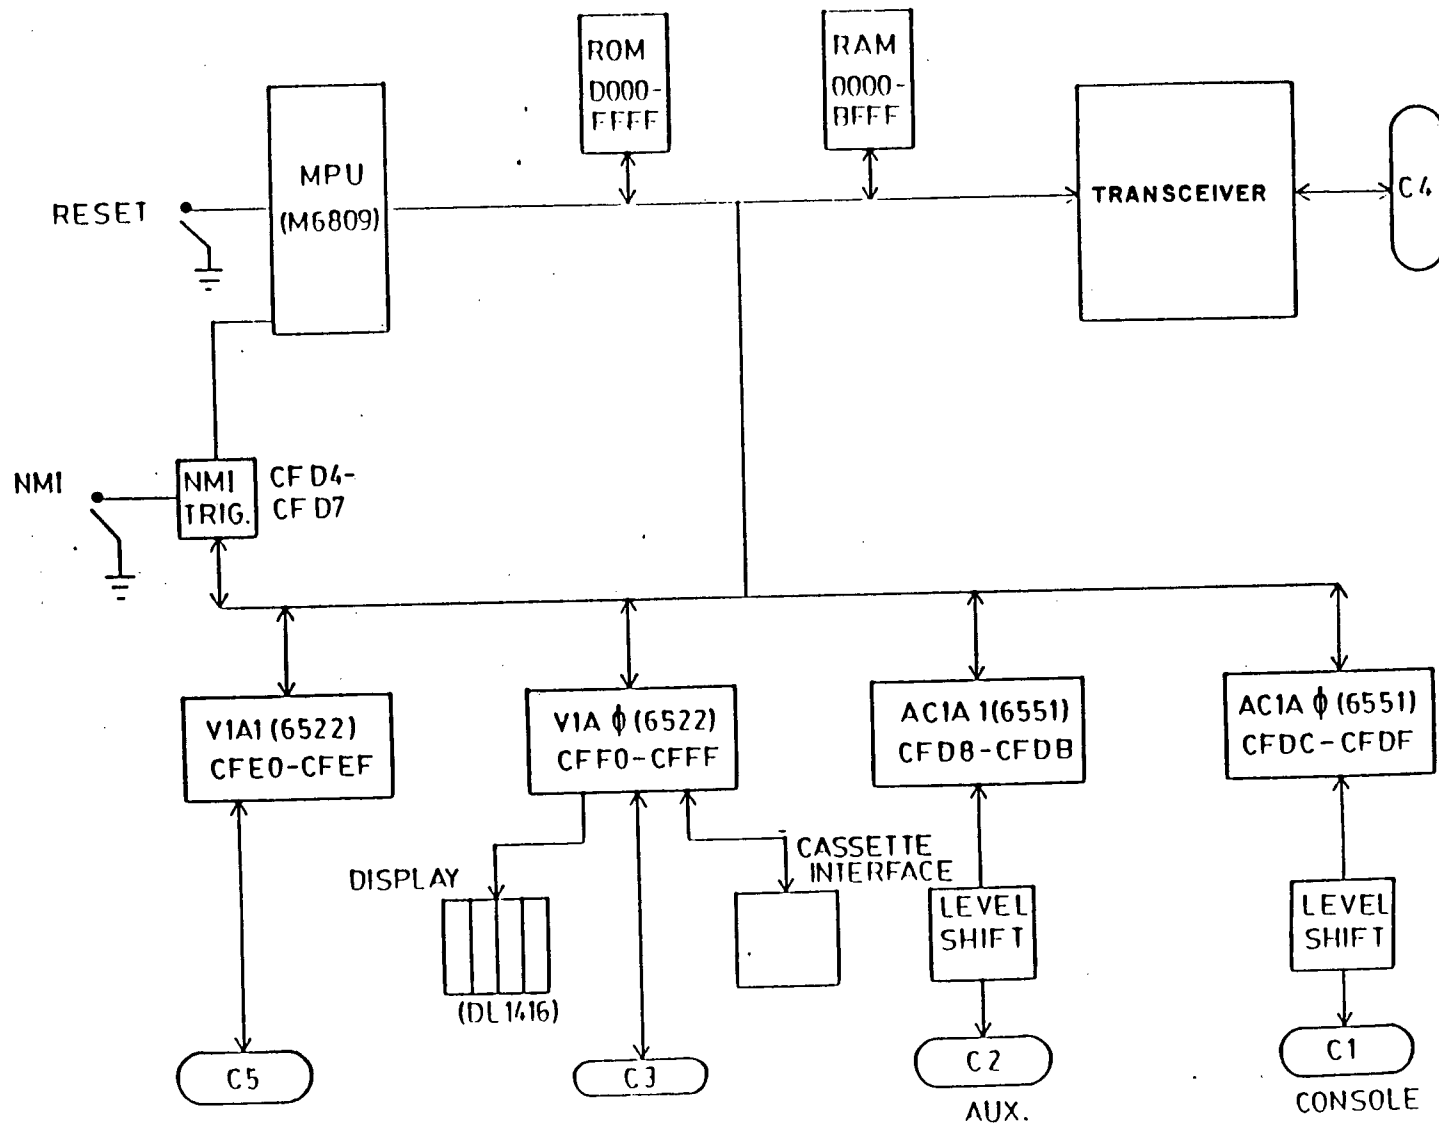 ROM
D000-
FFFF
RAM
0000-
BFFF
MPU
(M6809)
RESET
TRANSCEIVER
C4
NMI
NMI
TRIG.
CFD4-
CFD7
VIA1(6522)
CFE0-CFEF
VIA ϕ(6522)
CFF0-CFFF
ACIA 1(6551)
CFD8-CFDB
ACIA ϕ(6551)
CFDC-CFDF
DISPLAY
(DL1416)
CASSETTE
INTERFACE
LEVEL
SHIFT
LEVEL
SHIFT
C5
C3
C2
AUX.
C1
CONSOLE